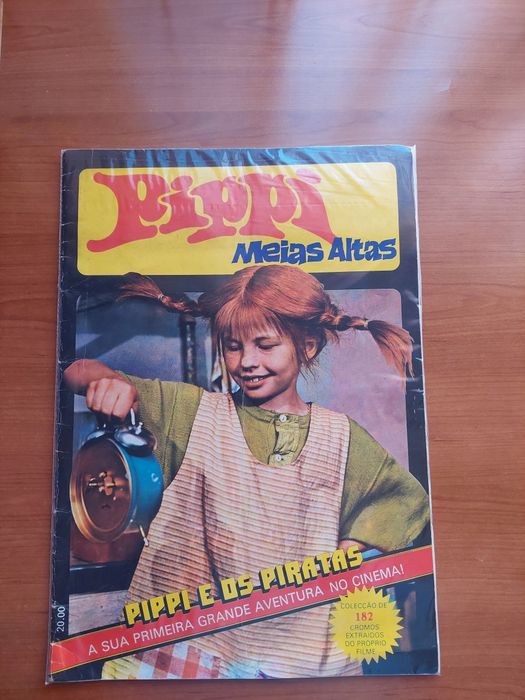 Pippi
Meias Altas
PIPPI E OS PIRATAS
A SUA PRIMEIRA GRANDE AVENTURA NO CINEMA!
COLECÇÃO DE
182
CROMOS
EXTRAÍDOS
DO PRÓPRIO
FILME
20.00